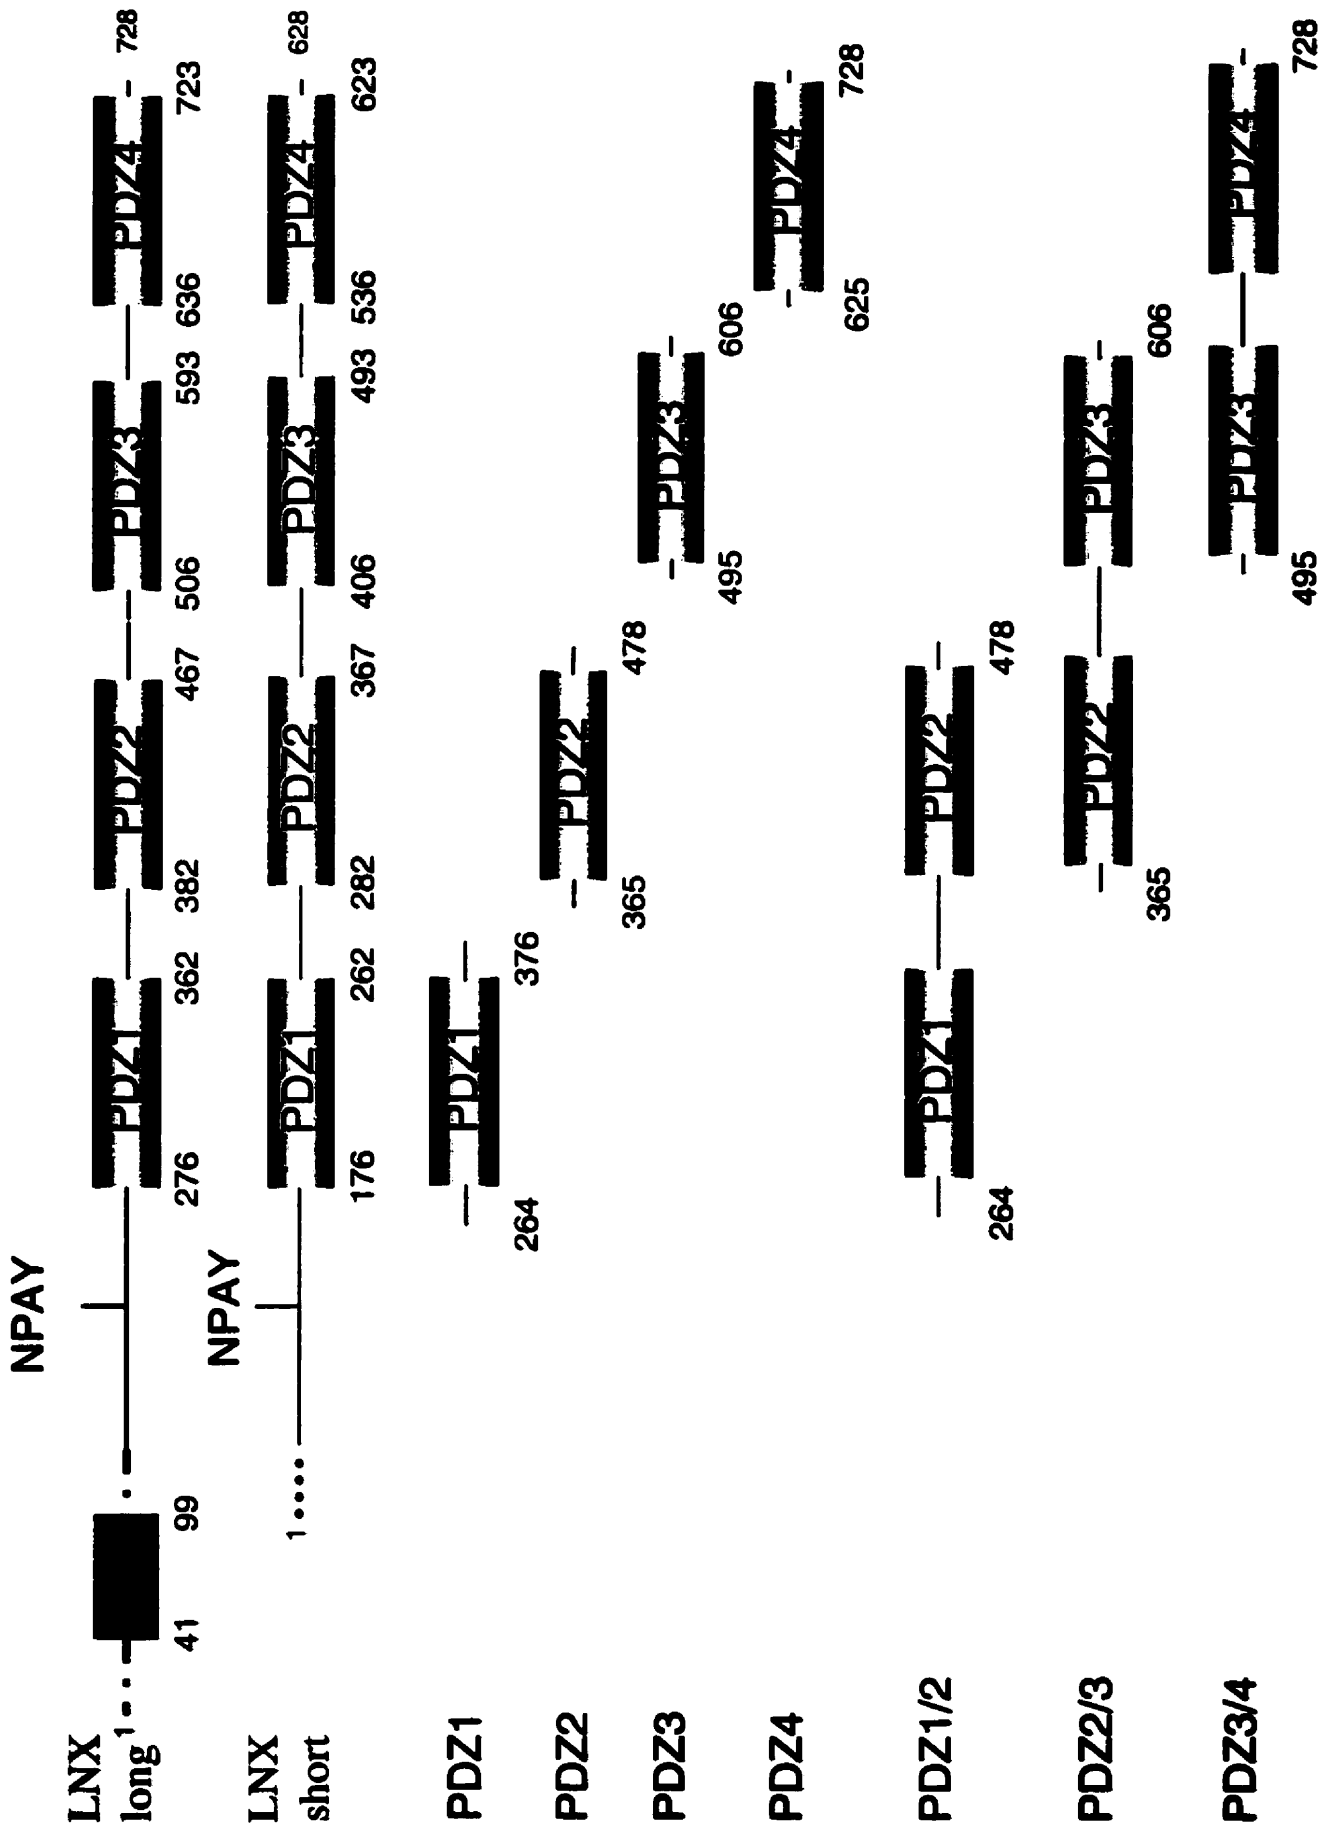 NPAY
LNX
long
1 41 99 276 PDZ1 362 382 PDZ2 467 506 PDZ3 593 636 PDZ4 723 728
NPAY
LNX
short
1 176 PDZ1 262 282 PDZ2 367 406 PDZ3 493 536 PDZ4 623 628
PDZ1 264 PDZ1 376
PDZ2 365 PDZ2 478
PDZ3 495 PDZ3 606
PDZ4 625 PDZ4 728
PDZ1/2 264 PDZ1 PDZ2 478
PDZ2/3 365 PDZ2 PDZ3 606
PDZ3/4 495 PDZ3 PDZ4 728